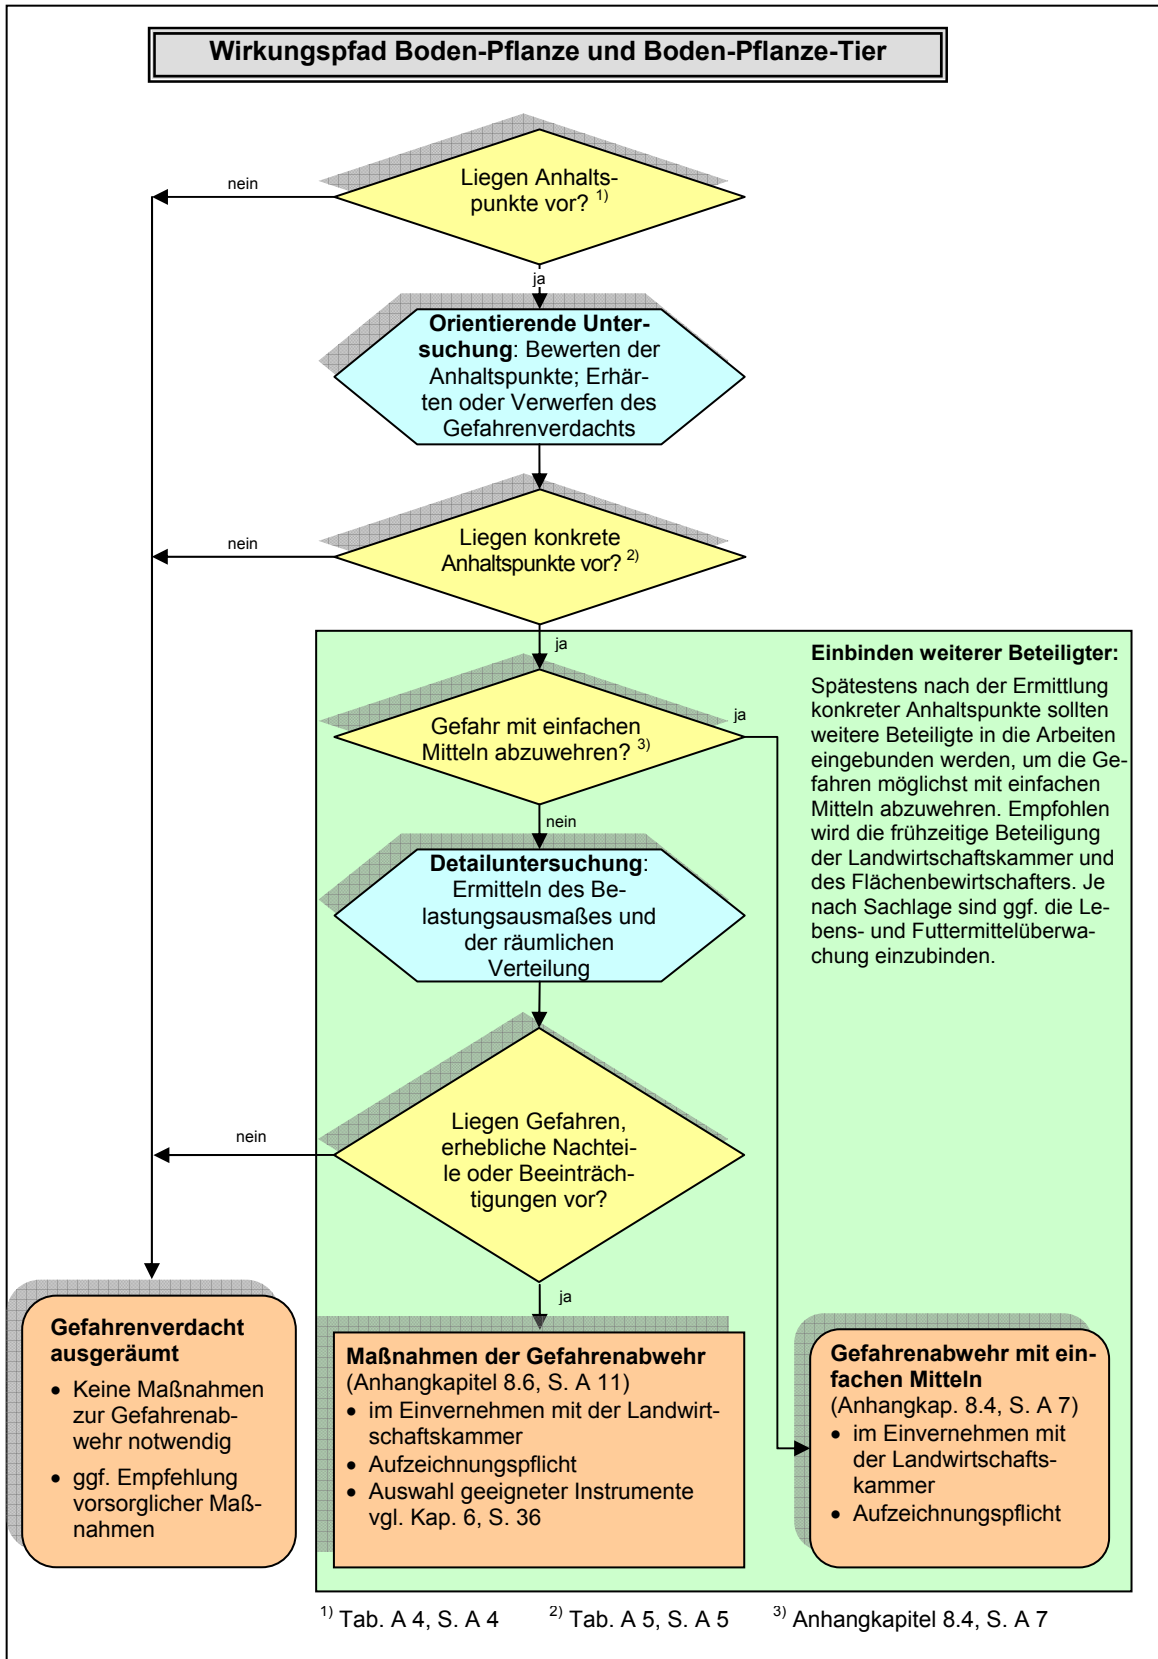 Wirkungspfad Boden-Pflanze und Boden-Pflanze-Tier
Liegen Anhalts-
punkte vor? 1)
nein
ja
Orientierende Unter-
suchung: Bewerten der
Anhaltspunkte; Erhär-
ten oder Verwerfen des
Gefahrenverdachts
Liegen konkrete
Anhaltspunkte vor? 2)
nein
ja
Gefahr mit einfachen
Mitteln abzuwehren? 3)
ja
nein
Einbinden weiterer Beteiligter:
Spätestens nach der Ermittlung
konkreter Anhaltspunkte sollten
weitere Beteiligte in die Arbeiten
eingebunden werden, um die Ge-
fahren möglichst mit einfachen
Mitteln abzuwehren. Empfohlen
wird die frühzeitige Beteiligung
der Landwirtschaftskammer und
des Flächenbewirtschafters. Je
nach Sachlage sind ggf. die Le-
bens- und Futtermittelüberwa-
chung einzubinden.
Detailuntersuchung:
Ermitteln des Be-
lastungsausmaßes und
der räumlichen
Verteilung
Liegen Gefahren,
erhebliche Nachtei-
le oder Beeinträch-
tigungen vor?
nein
ja
Gefahrenverdacht
ausgeräumt
• Keine Maßnahmen
zur Gefahrenab-
wehr notwendig
• ggf. Empfehlung
vorsorglicher Maß-
nahmen
Maßnahmen der Gefahrenabwehr
(Anhangkapitel 8.6, S. A 11)
• im Einvernehmen mit der Landwirt-
schaftskammer
• Aufzeichnungspflicht
• Auswahl geeigneter Instrumente
vgl. Kap. 6, S. 36
Gefahrenabwehr mit ein-
fachen Mitteln
(Anhangkap. 8.4, S. A 7)
• im Einvernehmen mit
der Landwirtschafts-
kammer
• Aufzeichnungspflicht
1) Tab. A 4, S. A 4 2) Tab. A 5, S. A 5 3) Anhangkapitel 8.4, S. A 7